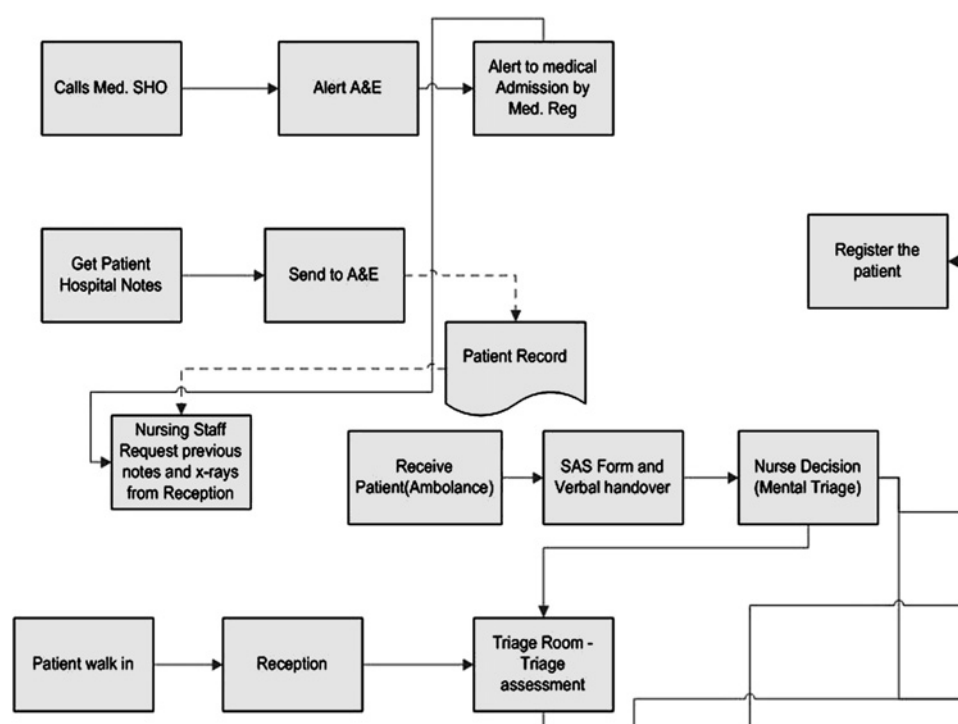 Calls Med. SHO
Alert A&E
Alert to medical
Admission by
Med. Reg
Get Patient
Hospital Notes
Send to A&E
Register the
patient
Patient Record
Nursing Staff
Request previous
notes and x-rays
from Reception
Receive
Patient(Ambolance)
SAS Form and
Verbal handover
Nurse Decision
(Mental Triage)
Patient walk in
Reception
Triage Room -
Triage
assessment